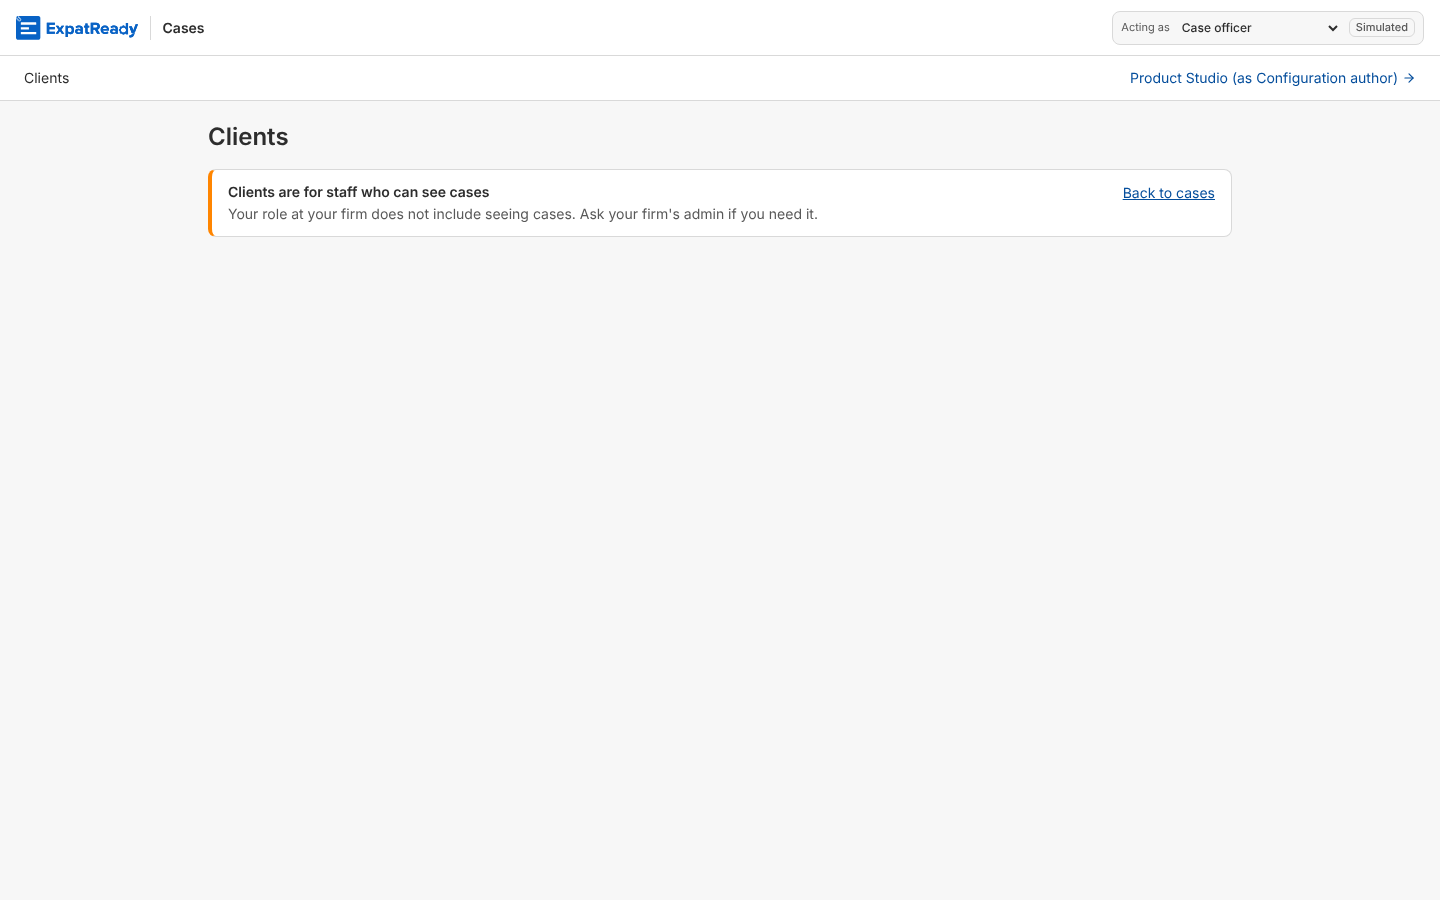 ExpatReady
Cases
Acting as
Case officer
Simulated
Clients
Product Studio (as Configuration author) →
Clients
Clients are for staff who can see cases
Back to cases
Your role at your firm does not include seeing cases. Ask your firm's admin if you need it.